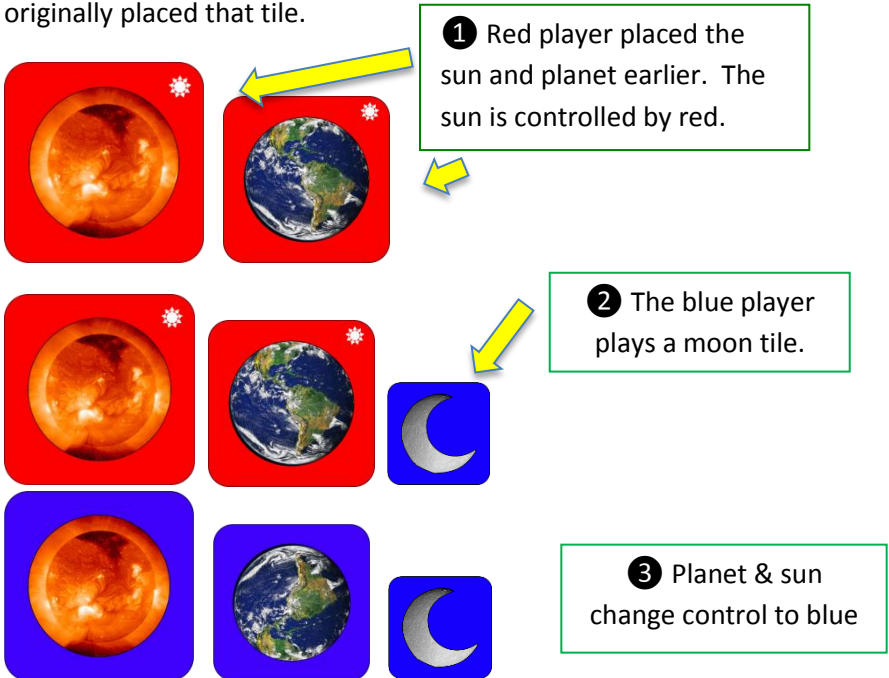 originally placed that tile.
❶ Red player placed the
sun and planet earlier. The
sun is controlled by red.
❷ The blue player
plays a moon tile.
❸ Planet & sun
change control to blue